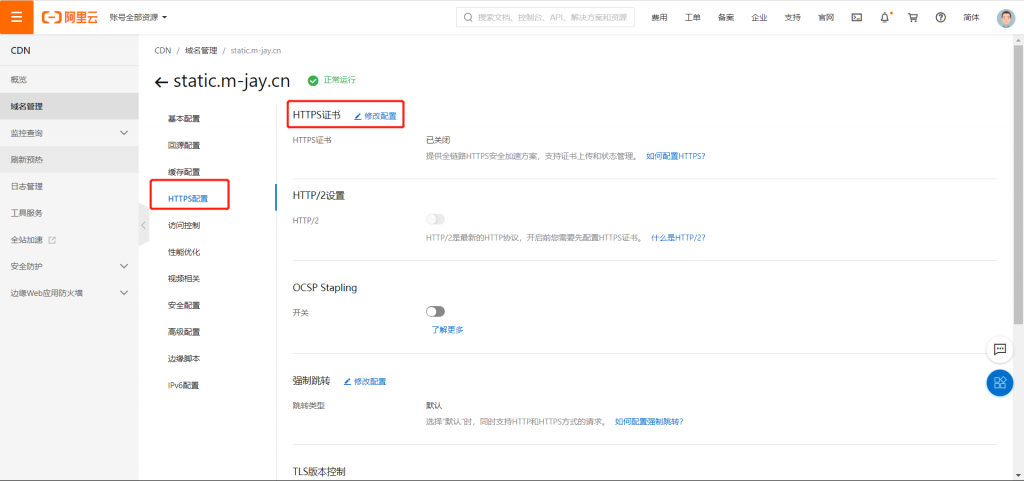 阿里云
账号全部资源
搜索文档、控制台、API、解决方案和资源
费用
工单
备案
企业
支持
官网
简体
CDN
概览
域名管理
监控查询
刷新预热
日志管理
工具服务
全站加速
安全防护
边缘Web应用防火墙
CDN / 域名管理 / static.m-jay.cn
static.m-jay.cn
正常运行
基本配置
回源配置
缓存配置
HTTPS配置
访问控制
性能优化
视频相关
安全配置
高级配置
边缘脚本
IPv6配置
HTTPS证书 修改配置
HTTPS证书 已关闭
提供全链路HTTPS安全加速方案，支持证书上传和状态管理。 如何配置HTTPS?
HTTP/2设置
HTTP/2
HTTP/2是最新的HTTP协议，开启前您需要先配置HTTPS证书。 什么是HTTP/2?
OCSP Stapling
开关
了解更多
强制跳转 修改配置
跳转类型 默认
选择“默认”时，同时支持HTTP和HTTPS方式的请求。 如何配置强制跳转?
TLS版本控制